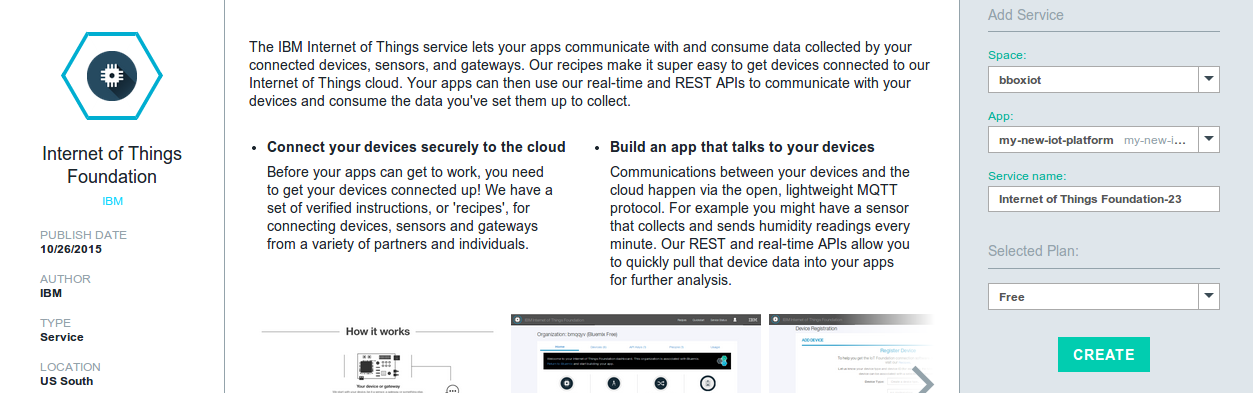 Internet of Things
Foundation
IBM
PUBLISH DATE
10/26/2015
AUTHOR
IBM
TYPE
Service
LOCATION
US South
The IBM Internet of Things service lets your apps communicate with and consume data collected by your
connected devices, sensors, and gateways. Our recipes make it super easy to get devices connected to our
Internet of Things cloud. Your apps can then use our real-time and REST APIs to communicate with your
devices and consume the data you've set them up to collect.
• Connect your devices securely to the cloud
Before your apps can get to work, you need
to get your devices connected up! We have a
set of verified instructions, or 'recipes', for
connecting devices, sensors and gateways
from a variety of partners and individuals.
• Build an app that talks to your devices
Communications between your devices and the
cloud happen via the open, lightweight MQTT
protocol. For example you might have a sensor
that collects and sends humidity readings every
minute. Our REST and real-time APIs allow you
to quickly pull that device data into your apps
for further analysis.
How it works
Your device or gateway
IBM Internet of Things Foundation
IBM
Organization: bmqqyv (Bluemix Free)
Device Registration
ADD DEVICE
Register Device
Add Service
Space:
bboxiot
App:
my-new-iot-platform my-new-i...
Service name:
Internet of Things Foundation-23
Selected Plan:
Free
CREATE